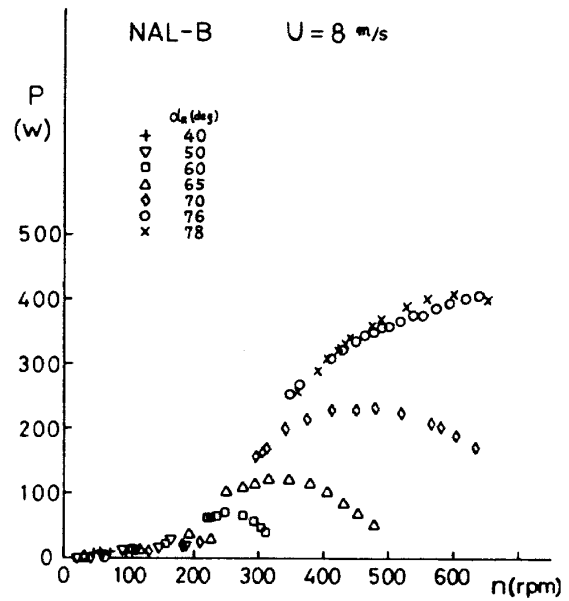 NAL-B U = 8 m/s
P
(w)
αR (deg)
+ 40
▽ 50
□ 60
△ 65
◇ 70
○ 76
× 78
500
400
300
200
100
0
0 100 200 300 400 500 600 n(rpm)